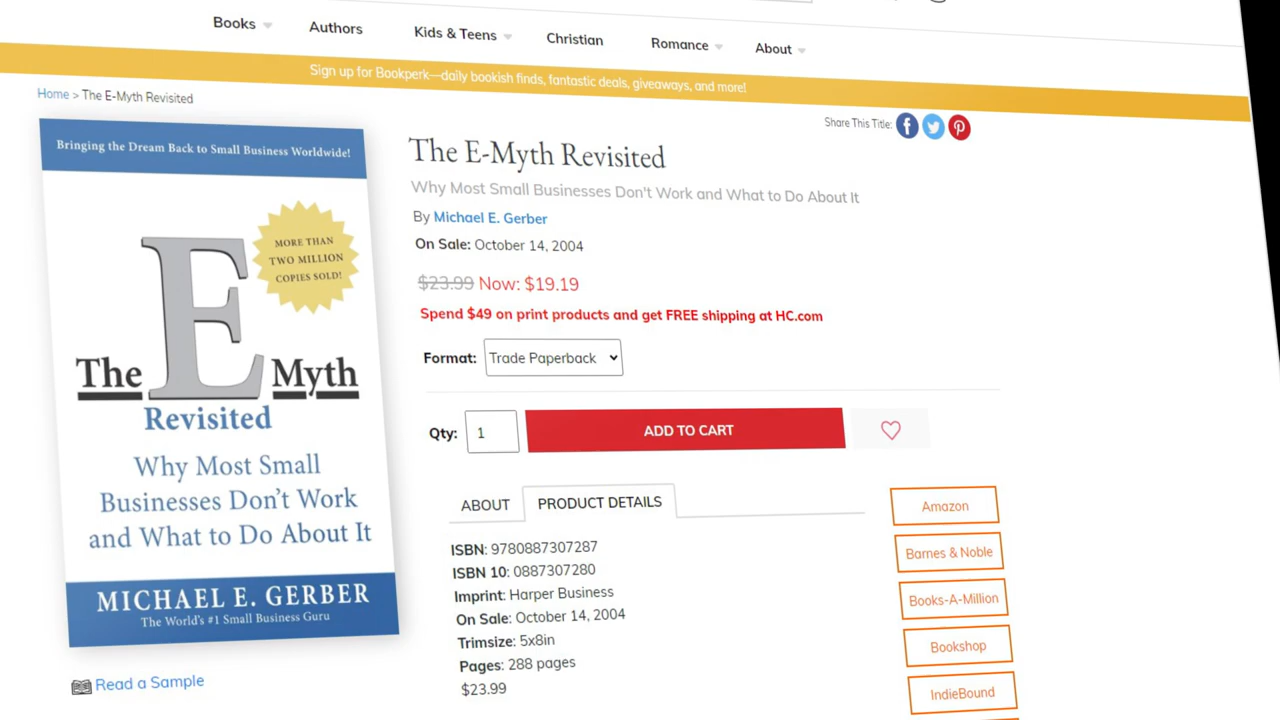 Books
Authors
Kids & Teens
Christian
Romance
About
Sign up for Bookperk—daily bookish finds, fantastic deals, giveaways, and more!
Home > The E-Myth Revisited
Share This Title:
Bringing the Dream Back to Small Business Worldwide!
MORE THAN
TWO MILLION
COPIES SOLD!
The E Myth
Revisited
Why Most Small
Businesses Don't Work
and What to Do About It
MICHAEL E. GERBER
The World's #1 Small Business Guru
Read a Sample
The E-Myth Revisited
Why Most Small Businesses Don't Work and What to Do About It
By Michael E. Gerber
On Sale: October 14, 2004
$23.99 Now: $19.19
Spend $49 on print products and get FREE shipping at HC.com
Format: Trade Paperback
Qty: 1
ADD TO CART
ABOUT
PRODUCT DETAILS
ISBN: 9780887307287
ISBN 10: 0887307280
Imprint: Harper Business
On Sale: October 14, 2004
Trimsize: 5x8in
Pages: 288 pages
$23.99
Amazon
Barnes & Noble
Books-A-Million
Bookshop
IndieBound